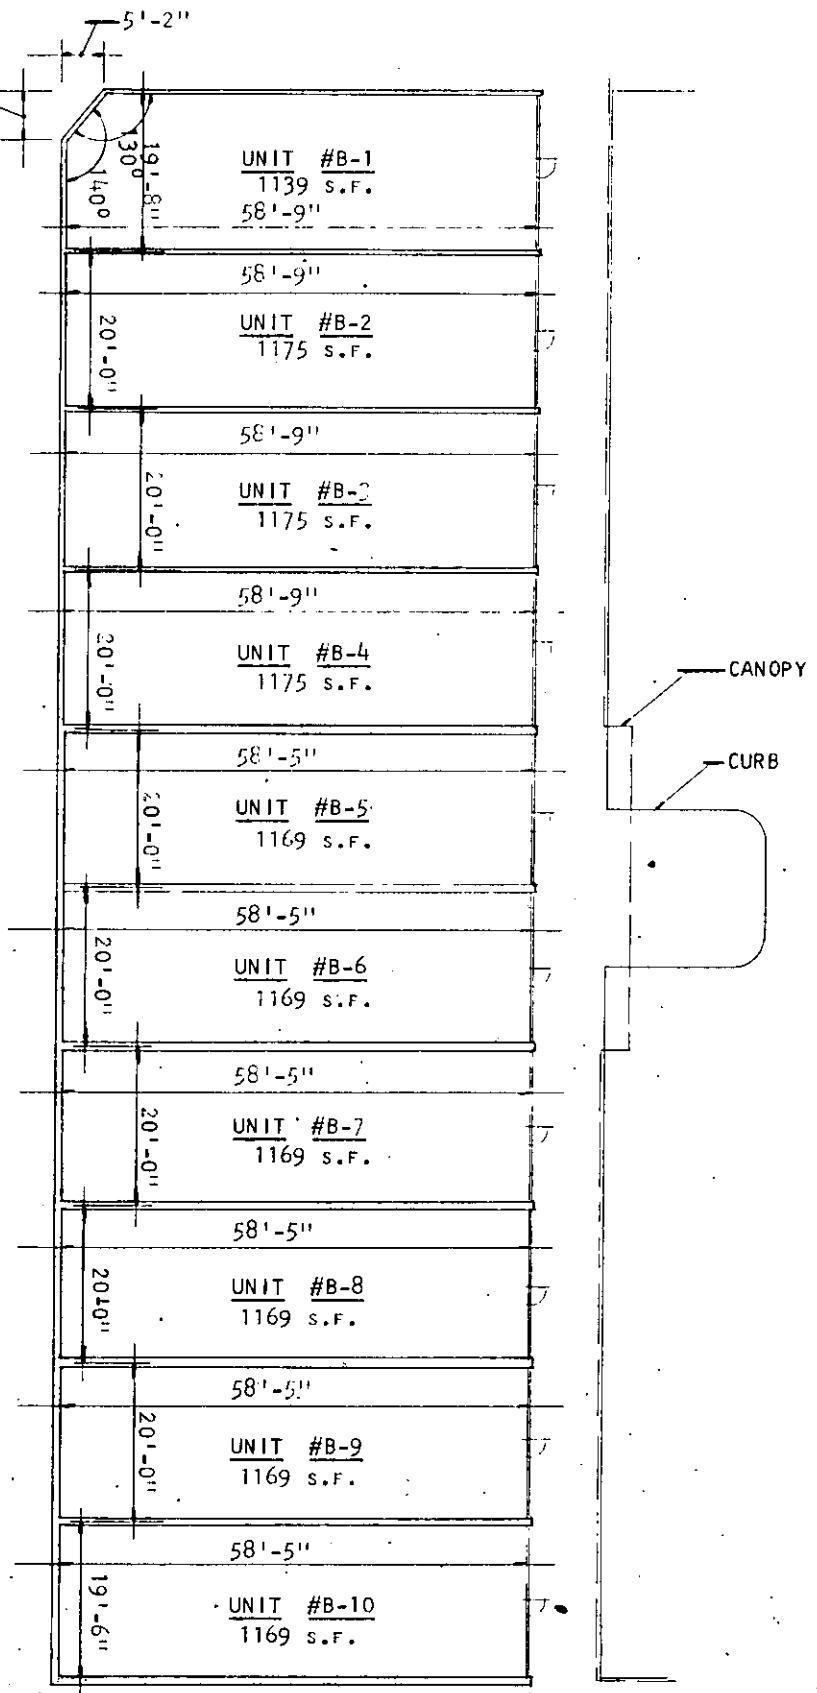 5'-2"
19'-8"
130°
140°
UNIT #B-1
1139 S.F.
58'-9"
58'-9"
20'-0"
UNIT #B-2
1175 S.F.
58'-9"
20'-0"
UNIT #B-3
1175 S.F.
58'-9"
20'-0"
UNIT #B-4
1175 S.F.
CANOPY
58'-5"
CURB
20'-0"
UNIT #B-5
1169 S.F.
58'-5"
20'-0"
UNIT #B-6
1169 S.F.
58'-5"
20'-0"
UNIT #B-7
1169 S.F.
58'-5"
20'-0"
UNIT #B-8
1169 S.F.
58'-5"
20'-0"
UNIT #B-9
1169 S.F.
58'-5"
19'-6"
UNIT #B-10
1169 S.F.